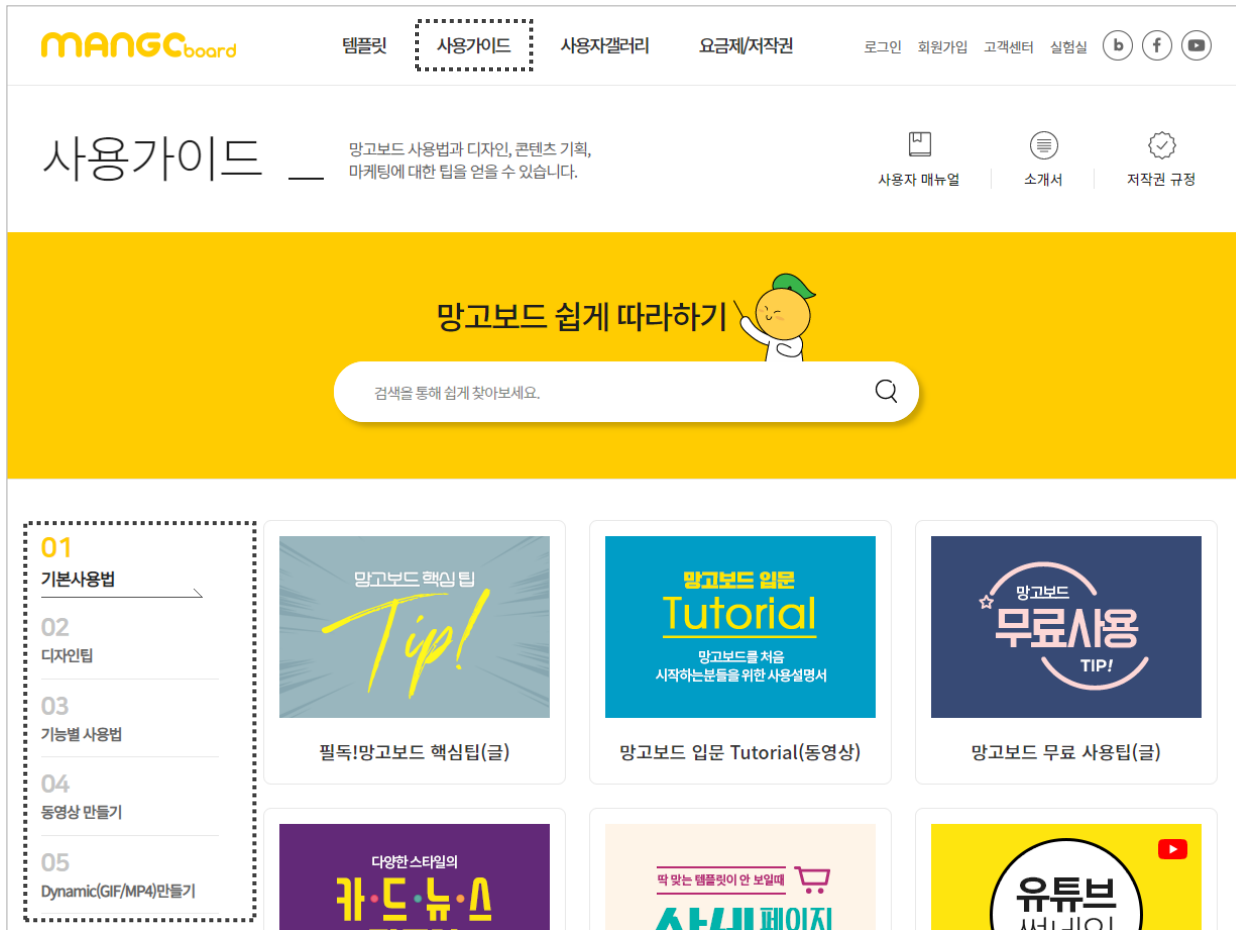 MANGOboard
템플릿 사용가이드 사용자갤러리 요금제/저작권 로그인 회원가입 고객센터 실험실 b f
사용가이드 _
망고보드 사용법과 디자인, 콘텐츠 기획,
마케팅에 대한 팁을 얻을 수 있습니다.
사용자 매뉴얼 소개서 저작권 규정
망고보드 쉽게 따라하기
검색을 통해 쉽게 찾아보세요.
01
기본사용법
02
디자인팁
03
기능별 사용법
04
동영상 만들기
05
Dynamic(GIF/MP4)만들기
망고보드 핵심 팁
Tip!
필독!망고보드 핵심팁(글)
망고보드 입문
Tutorial
망고보드를 처음
시작하는분들을 위한 사용설명서
망고보드 입문 Tutorial(동영상)
망고보드
무료사용
TIP!
망고보드 무료 사용팁(글)
다양한 스타일의
카·드·뉴·스
딱 맞는 템플릿이 안 보일때
상세페이지
유튜브
썸네일